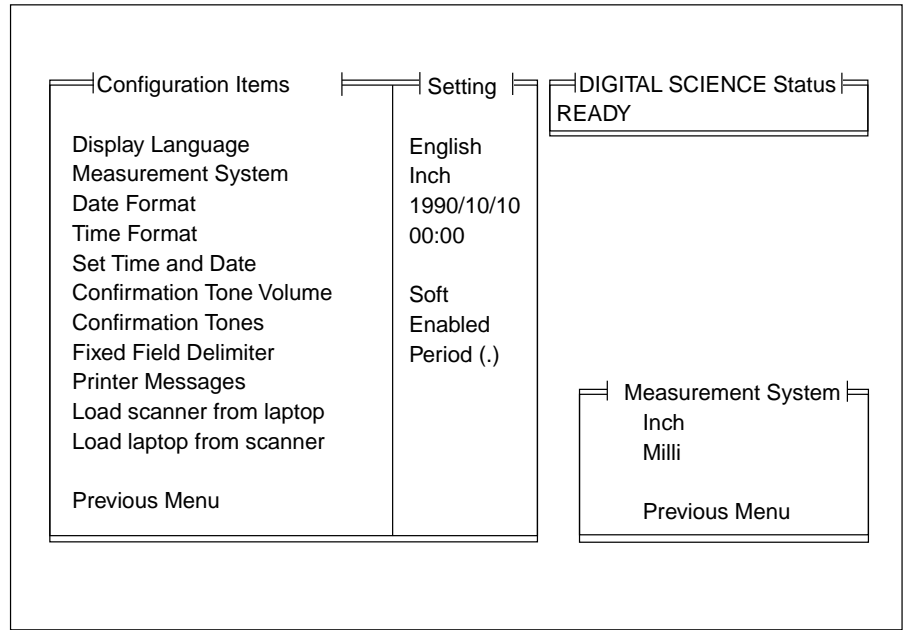 Configuration Items Setting
Display Language English
Measurement System Inch
Date Format 1990/10/10
Time Format 00:00
Set Time and Date
Confirmation Tone Volume Soft
Confirmation Tones Enabled
Fixed Field Delimiter Period (.)
Printer Messages
Load scanner from laptop
Load laptop from scanner
Previous Menu
DIGITAL SCIENCE Status
READY
Measurement System
Inch
Milli
Previous Menu